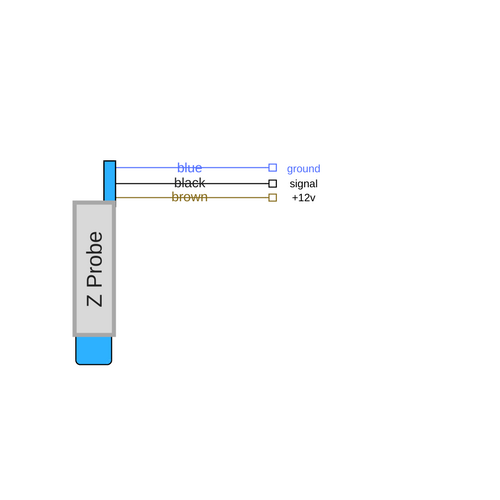 blue ground
black signal
brown +12v
Z Probe